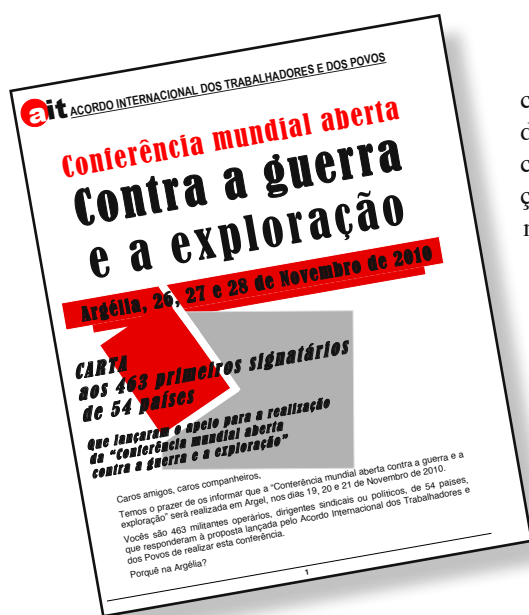 ait ACORDO INTERNACIONAL DOS TRABALHADORES E DOS POVOS
Conferência mundial aberta
Contra a guerra
e a exploração
Argélia, 26, 27 e 28 de Novembro de 2010
CARTA
aos 463 primeiros signatários
de 54 países
que lançaram o apelo para a realização
da “Conferência mundial aberta
contra a guerra e a exploração”
Caros amigos, caros companheiros,
Temos o prazer de os informar que a “Conferência mundial aberta contra a guerra e a
exploração” será realizada em Argel, nos dias 19, 20 e 21 de Novembro de 2010.
Vocês são 463 militantes operários, dirigentes sindicais ou políticos, de 54 países,
que responderam à proposta lançada pelo Acordo Internacional dos Trabalhadores e
dos Povos de realizar esta conferência.
Porquê na Argélia?
1